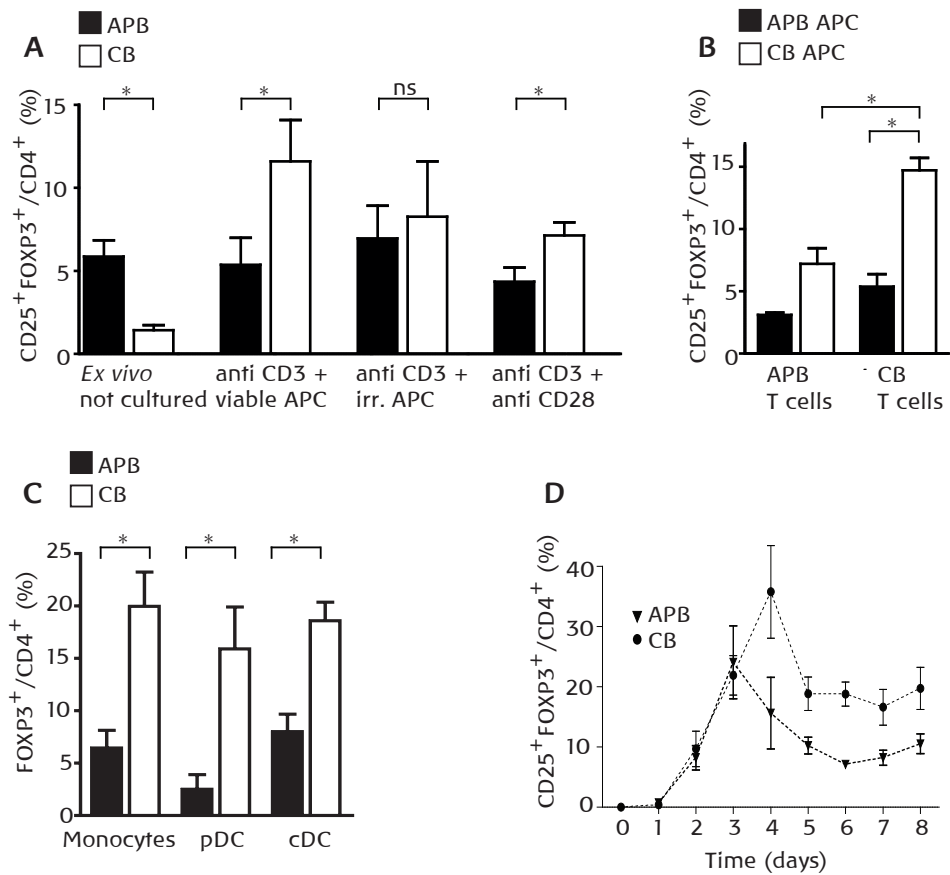 A
APB
CB
CD25⁺FOXP3⁺/CD4⁺ (%)
15
10
5
0
*
*
ns
*
Ex vivo
not cultured
anti CD3 +
viable APC
anti CD3 +
irr. APC
anti CD3 +
anti CD28
B
APB APC
CB APC
CD25⁺FOXP3⁺/CD4⁺ (%)
15
10
5
0
*
*
APB
T cells
CB
T cells
C
APB
CB
FOXP3⁺/CD4⁺ (%)
25
20
15
10
5
0
*
*
*
Monocytes pDC cDC
D
CD25⁺FOXP3⁺/CD4⁺ (%)
40
30
20
10
0
APB
CB
0 1 2 3 4 5 6 7 8
Time (days)